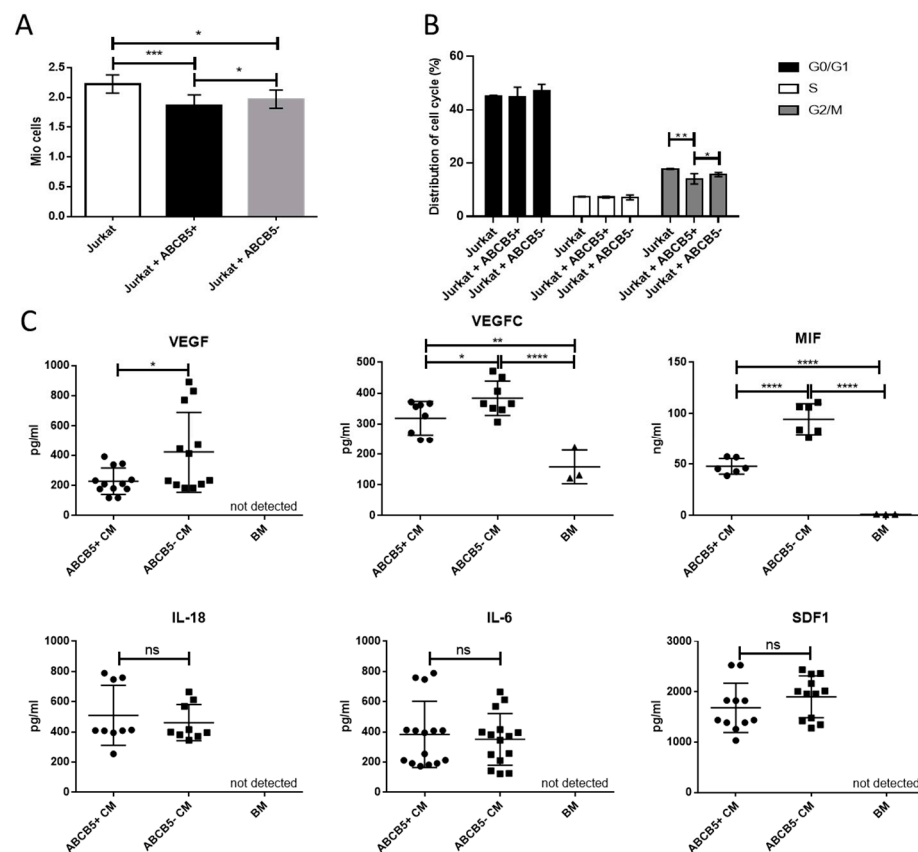 A
*
***
*
Mio cells
2.5
2.0
1.5
1.0
0.5
0.0
Jurkat
Jurkat + ABCB5+
Jurkat + ABCB5-
B
Distribution of cell cycle (%)
60
40
20
0
**
*
Jurkat
Jurkat + ABCB5+
Jurkat + ABCB5-
Jurkat
Jurkat + ABCB5+
Jurkat + ABCB5-
Jurkat
Jurkat + ABCB5+
Jurkat + ABCB5-
G0/G1
S
G2/M
C
VEGF
pg/ml
1000
800
600
400
200
0
*
not detected
ABCB5+ CM
ABCB5- CM
BM
VEGFC
pg/ml
500
400
300
200
100
0
**
*
****
ABCB5+ CM
ABCB5- CM
BM
MIF
ng/ml
150
100
50
0
****
****
****
ABCB5+ CM
ABCB5- CM
BM
IL-18
pg/ml
1000
800
600
400
200
0
ns
not detected
ABCB5+ CM
ABCB5- CM
BM
IL-6
pg/ml
1000
800
600
400
200
0
ns
not detected
ABCB5+ CM
ABCB5- CM
BM
SDF1
pg/ml
3000
2000
1000
0
ns
not detected
ABCB5+ CM
ABCB5- CM
BM